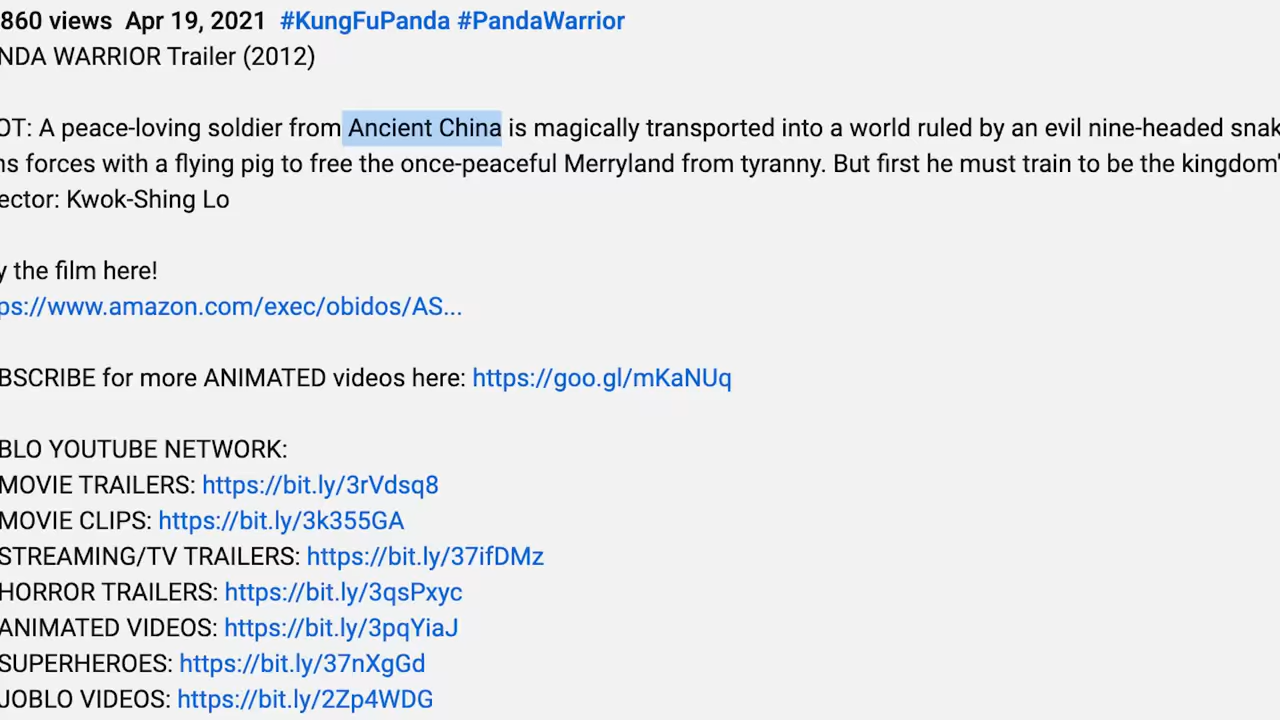 860 views Apr 19, 2021 #KungFuPanda #PandaWarrior
NDA WARRIOR Trailer (2012)
OT: A peace-loving soldier from Ancient China is magically transported into a world ruled by an evil nine-headed snak
ns forces with a flying pig to free the once-peaceful Merryland from tyranny. But first he must train to be the kingdom'
ector: Kwok-Shing Lo
y the film here!
ps://www.amazon.com/exec/obidos/AS...
BSCRIBE for more ANIMATED videos here: https://goo.gl/mKaNUq
BLO YOUTUBE NETWORK:
MOVIE TRAILERS: https://bit.ly/3rVdsq8
MOVIE CLIPS: https://bit.ly/3k355GA
STREAMING/TV TRAILERS: https://bit.ly/37ifDMz
HORROR TRAILERS: https://bit.ly/3qsPxyc
ANIMATED VIDEOS: https://bit.ly/3pqYiaJ
SUPERHEROES: https://bit.ly/37nXgGd
JOBLO VIDEOS: https://bit.ly/2Zp4WDG